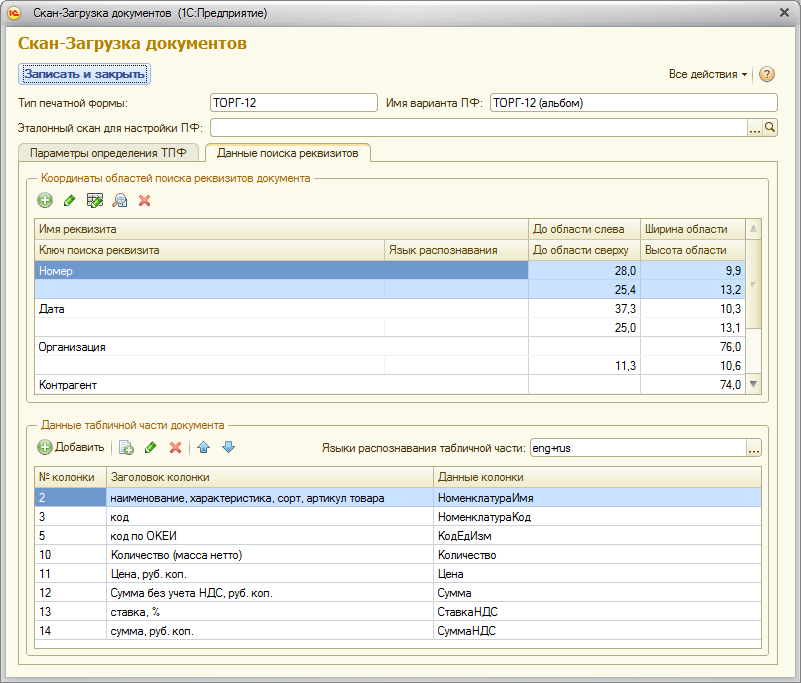 Скан-Загрузка документов (1С:Предприятие)
Скан-Загрузка документов
Записать и закрыть Все действия ?
Тип печатной формы: ТОРГ-12 Имя варианта ПФ: ТОРГ-12 (альбом)
Эталонный скан для настройки ПФ: ...
Параметры определения ТПФ Данные поиска реквизитов
Координаты областей поиска реквизитов документа
Имя реквизита До области слева Ширина области
Ключ поиска реквизита Язык распознавания До области сверху Высота области
Номер 28,0 9,9
25,4 13,2
Дата 37,3 10,3
25,0 13,1
Организация 76,0
11,3 10,6
Контрагент 74,0
Данные табличной части документа
Добавить Языки распознавания табличной части: eng+rus ...
№ колонки Заголовок колонки Данные колонки
2 наименование, характеристика, сорт, артикул товара НоменклатураИмя
3 код НоменклатураКод
5 код по ОКЕИ КодЕдИзм
10 Количество (масса нетто) Количество
11 Цена, руб. коп. Цена
12 Сумма без учета НДС, руб. коп. Сумма
13 ставка, % СтавкаНДС
14 сумма, руб. коп. СуммаНДС